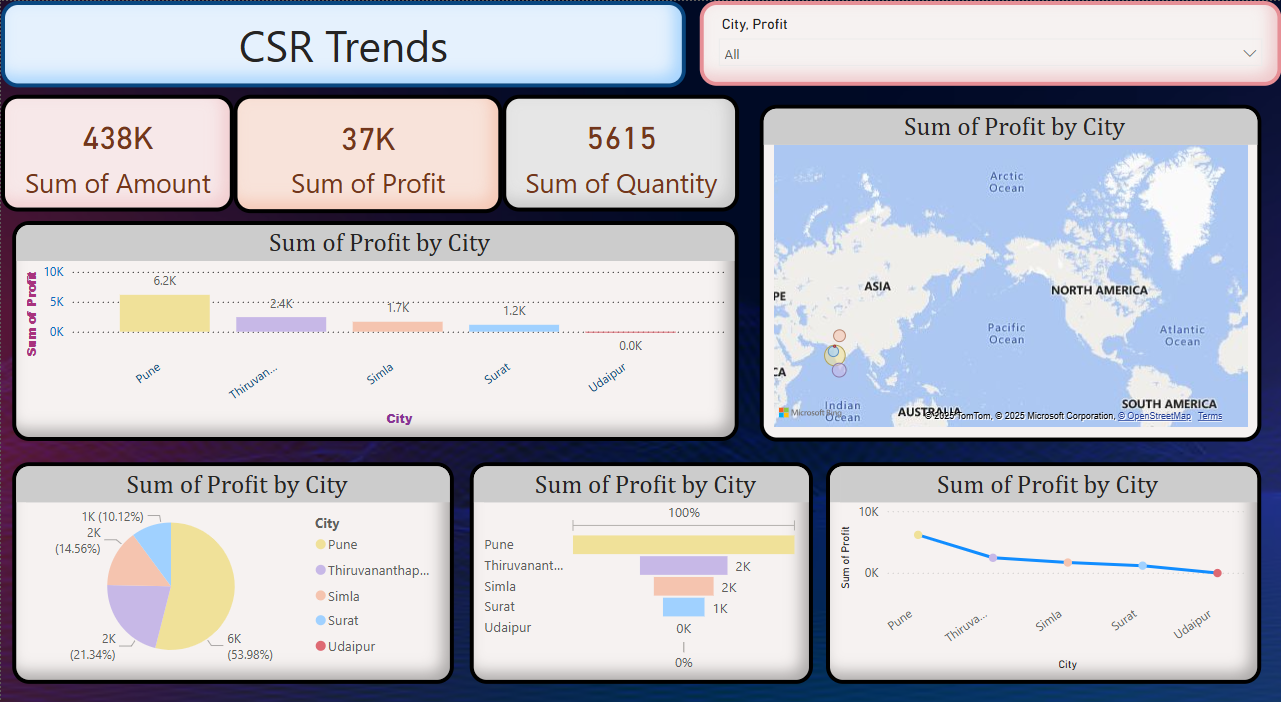 CSR Trends
City, Profit
All
438K
Sum of Amount
37K
Sum of Profit
5615
Sum of Quantity
Sum of Profit by City
10K
5K
0K
Sum of Profit
6.2K
2.4K
1.7K
1.2K
0.0K
Pune
Thiruvan...
Simla
Surat
Udaipur
City
Sum of Profit by City
Arctic
Ocean
ASIA
PE
NORTH AMERICA
Pacific
Ocean
Atlantic
Ocean
CA
Indian
Ocean
AUSTRALIA
SOUTH AMERICA
Microsoft Bing
© 2025 TomTom, © 2025 Microsoft Corporation, © OpenStreetMap Terms
Sum of Profit by City
1K (10.12%)
2K
(14.56%)
2K
(21.34%)
6K
(53.98%)
City
Pune
Thiruvananthap...
Simla
Surat
Udaipur
Sum of Profit by City
100%
Pune
Thiruvanant... 2K
Simla 2K
Surat 1K
Udaipur 0K
0%
Sum of Profit by City
10K
0K
Sum of Profit
Pune
Thiruva...
Simla
Surat
Udaipur
City